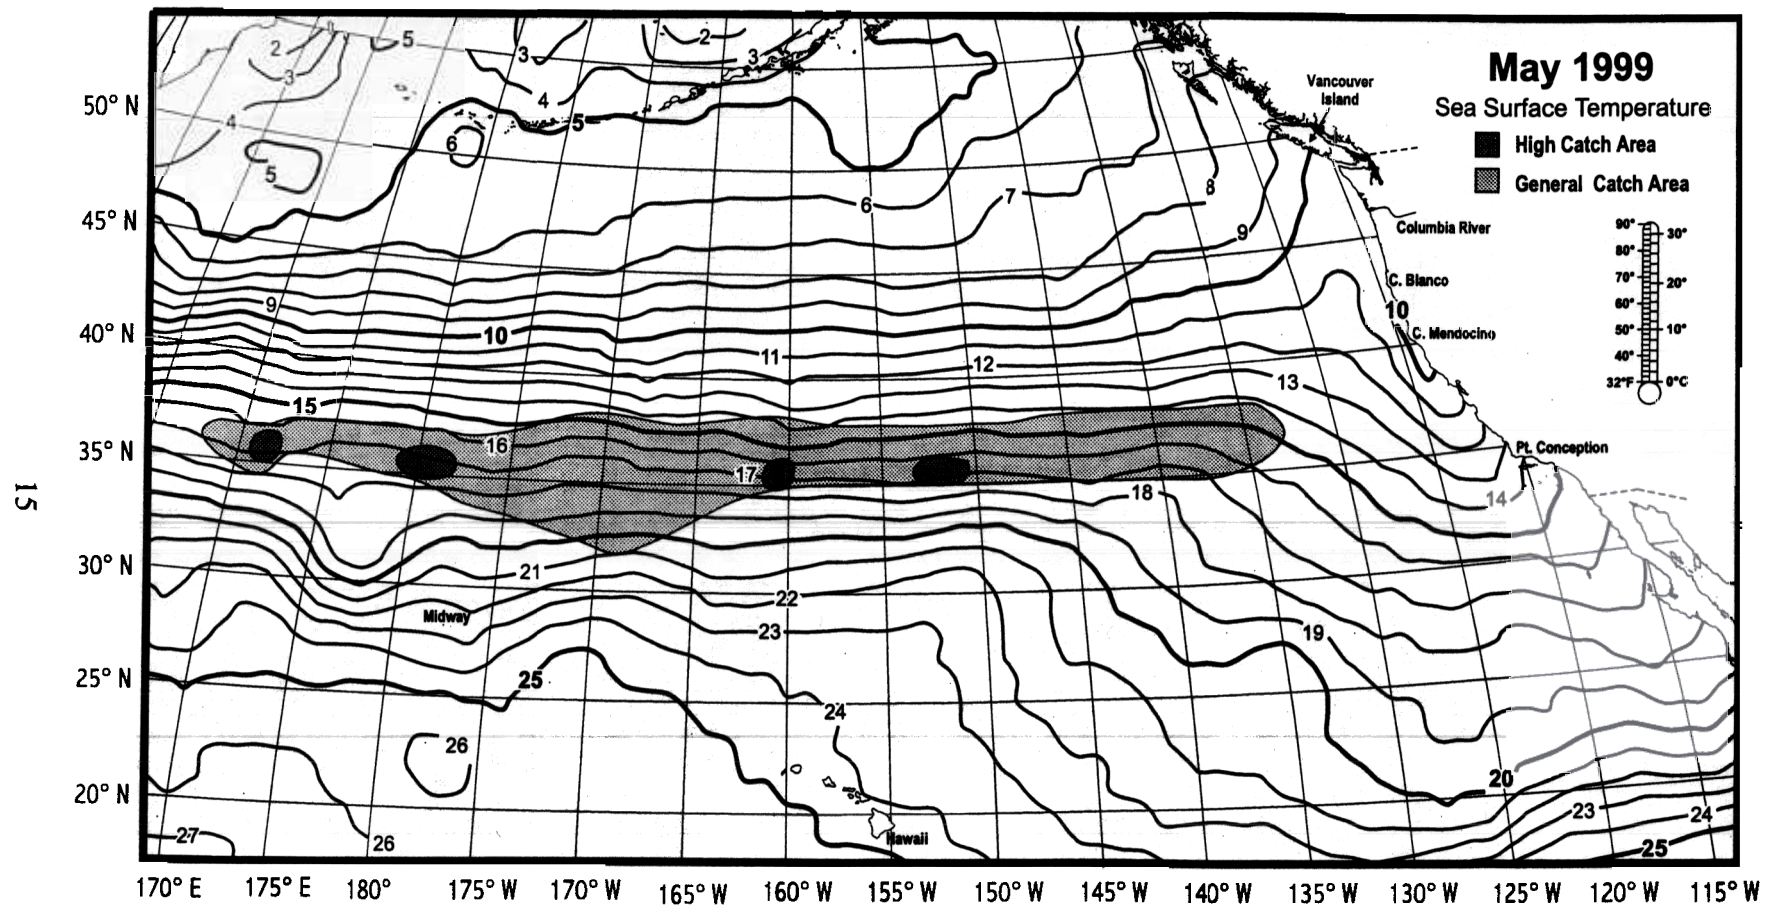 May 1999
Sea Surface Temperature
High Catch Area
General Catch Area
Vancouver
Island
Columbia River
C. Blanco
10
C. Mendocino
Pt. Conception
90°
80°
70°
60°
50°
40°
32°F
30°
20°
10°
0°C
50° N
45° N
40° N
35° N
30° N
25° N
20° N
2
5
3
4
5
1
3
2
3
4
5
6
6
7
8
9
9
10
11
12
13
15
16
17
18
14
21
22
23
19
Midway
25
24
26
20
23
24
25
Hawaii
27
26
15
170° E
175° E
180°
175° W
170° W
165° W
160° W
155° W
150° W
145° W
140° W
135° W
130° W
125° W
120° W
115° W